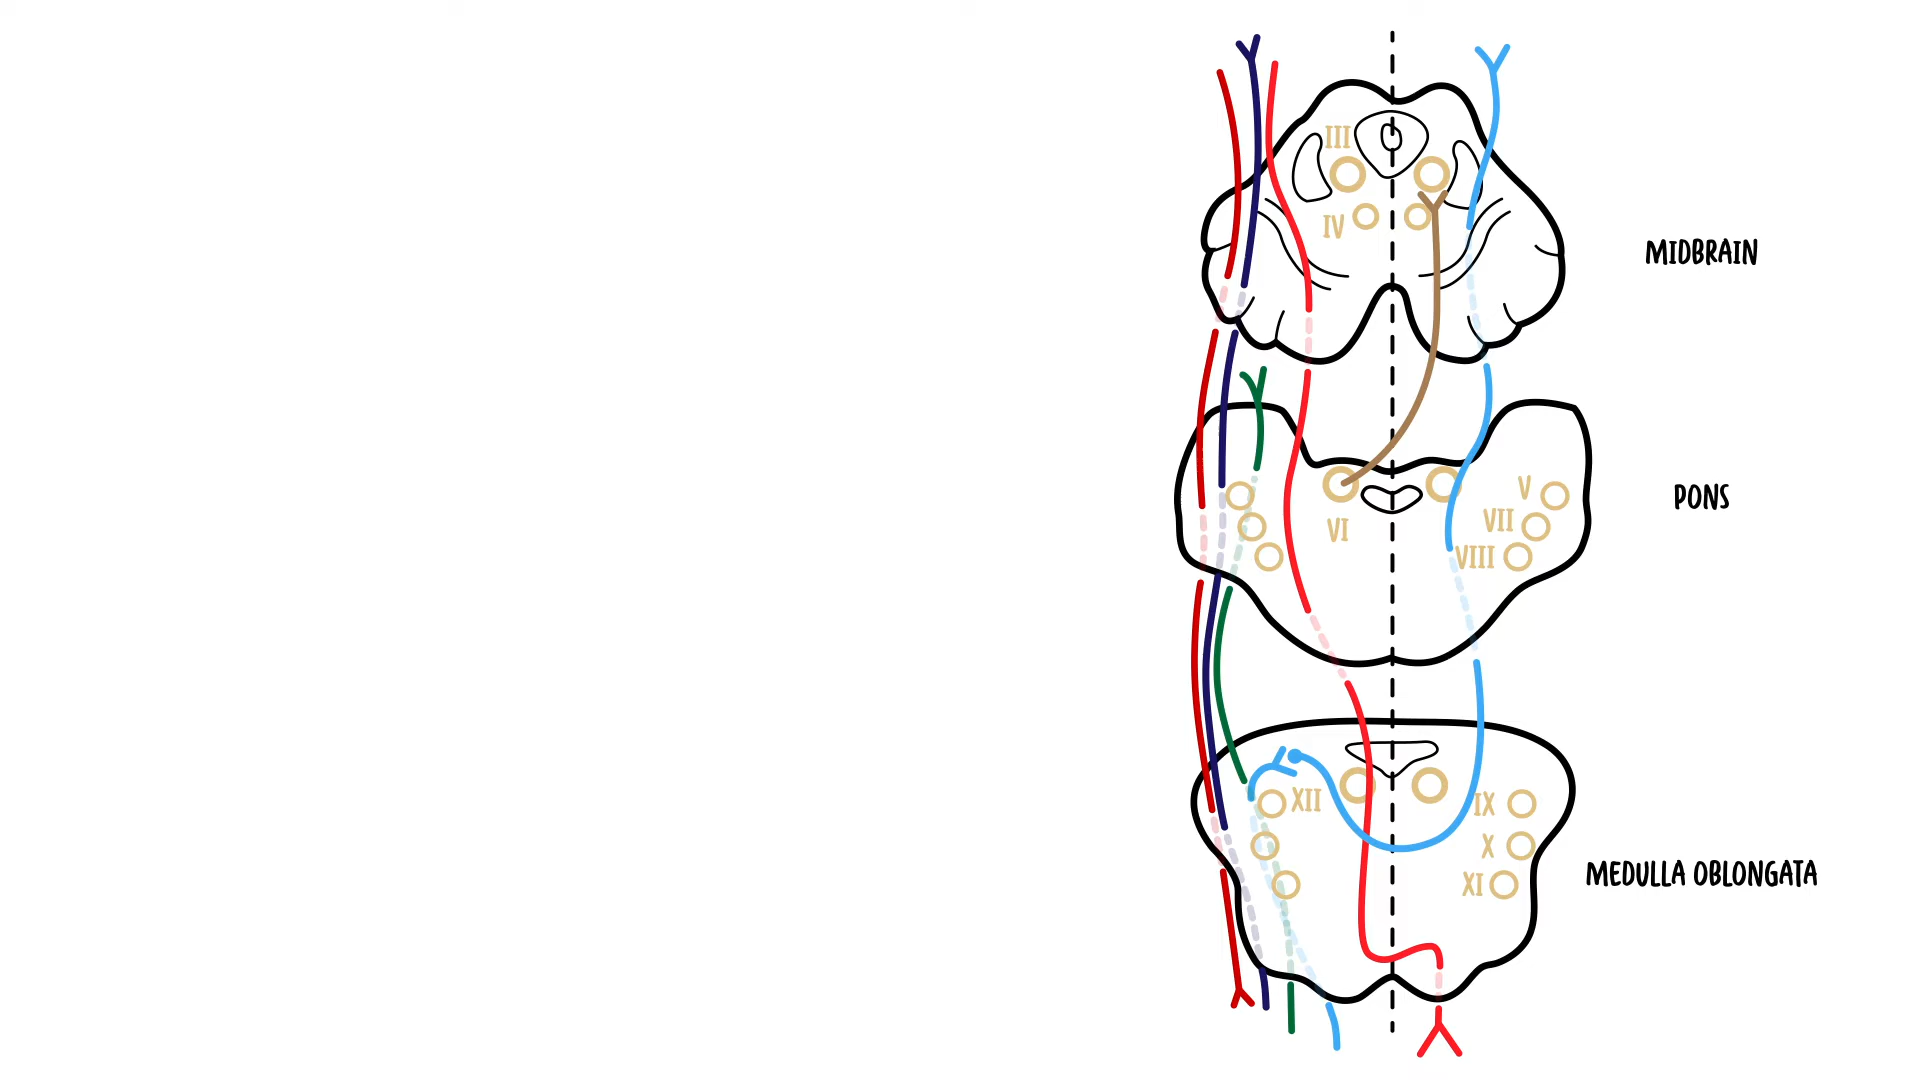 III
IV
MIDBRAIN
V
VI
VII
VIII
PONS
XII
IX
X
XI
MEDULLA OBLONGATA